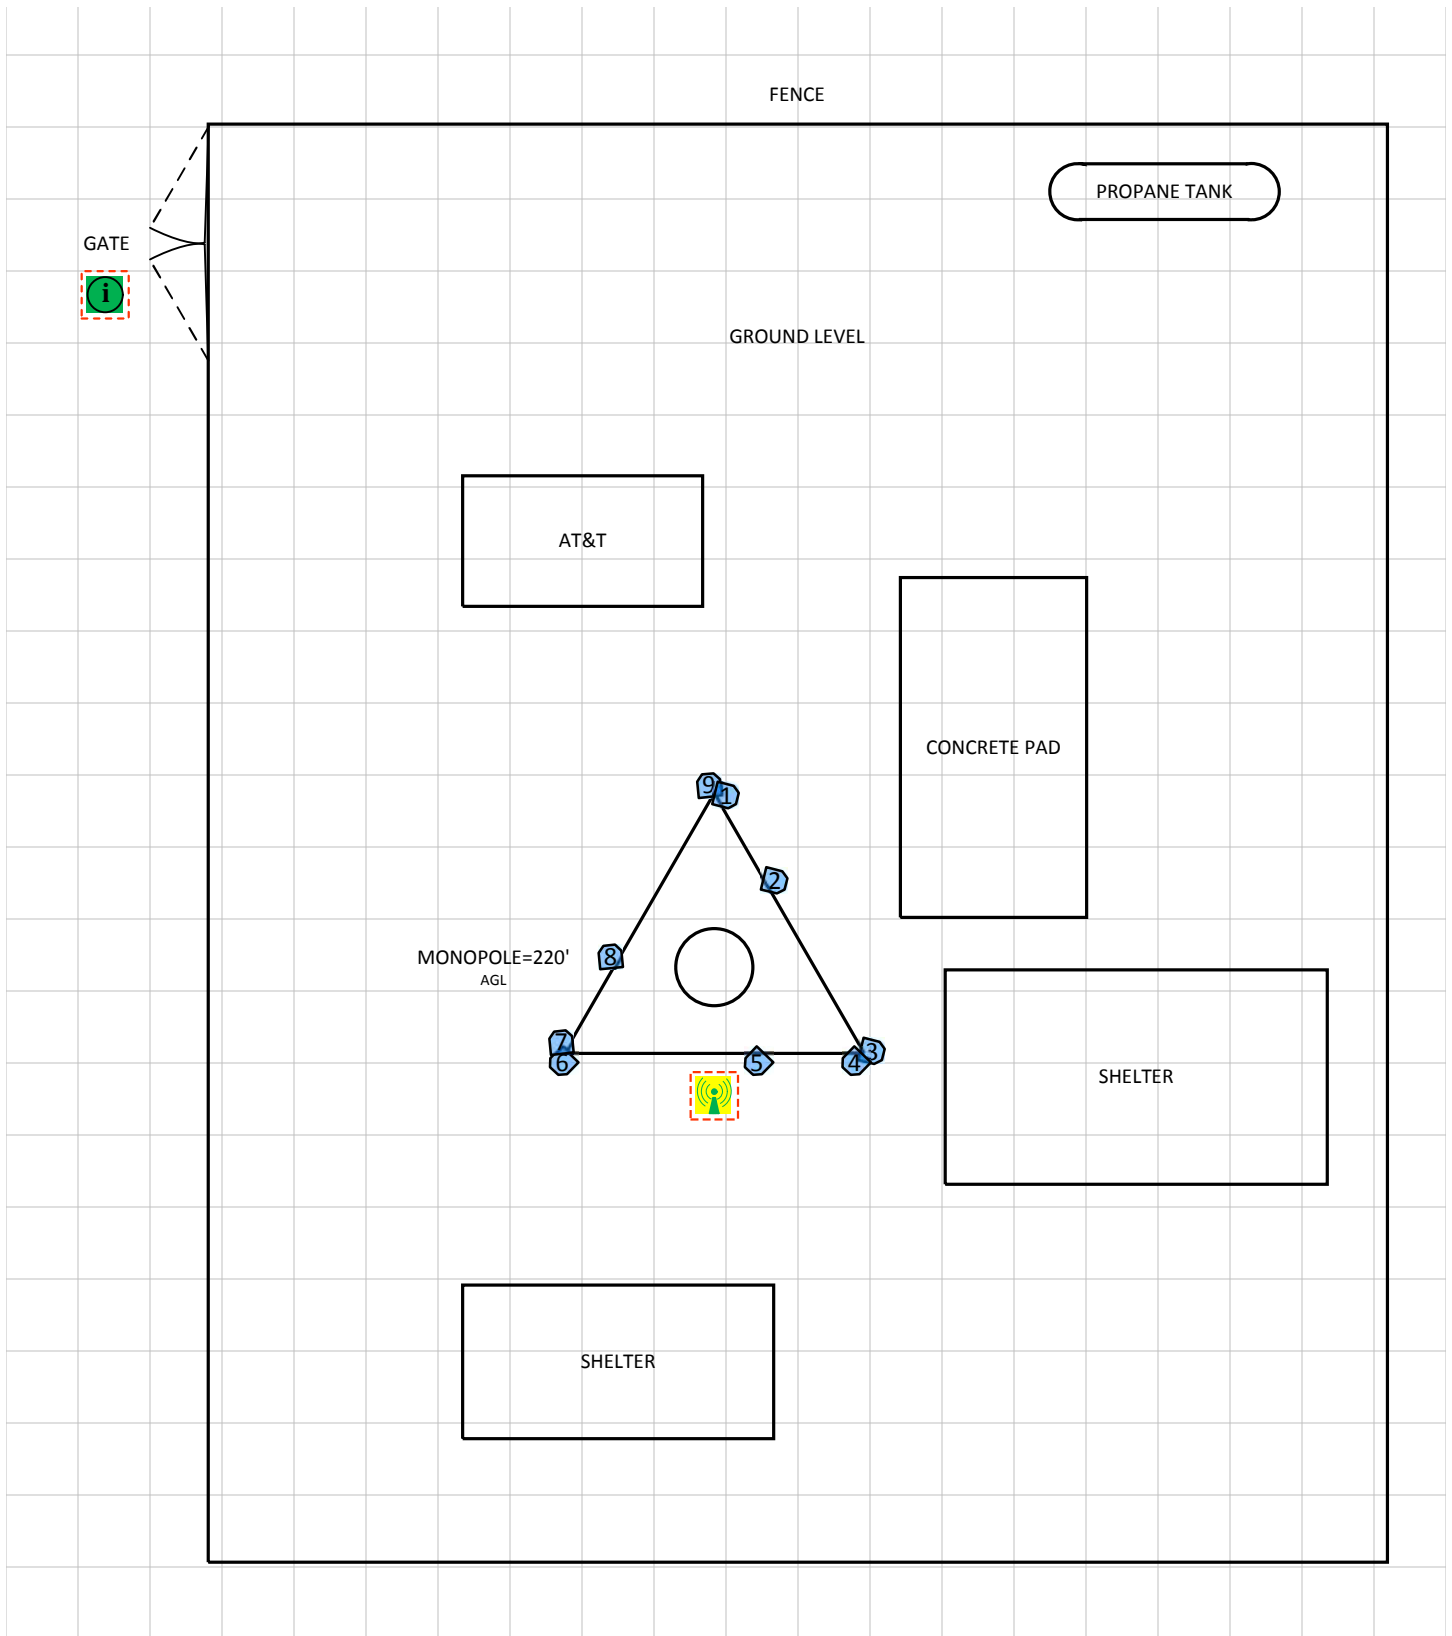 FENCE
PROPANE TANK
GATE
i
GROUND LEVEL
AT&T
CONCRETE PAD
9
1
2
MONOPOLE=220'
AGL
8
7
6
5
4
3
SHELTER
SHELTER